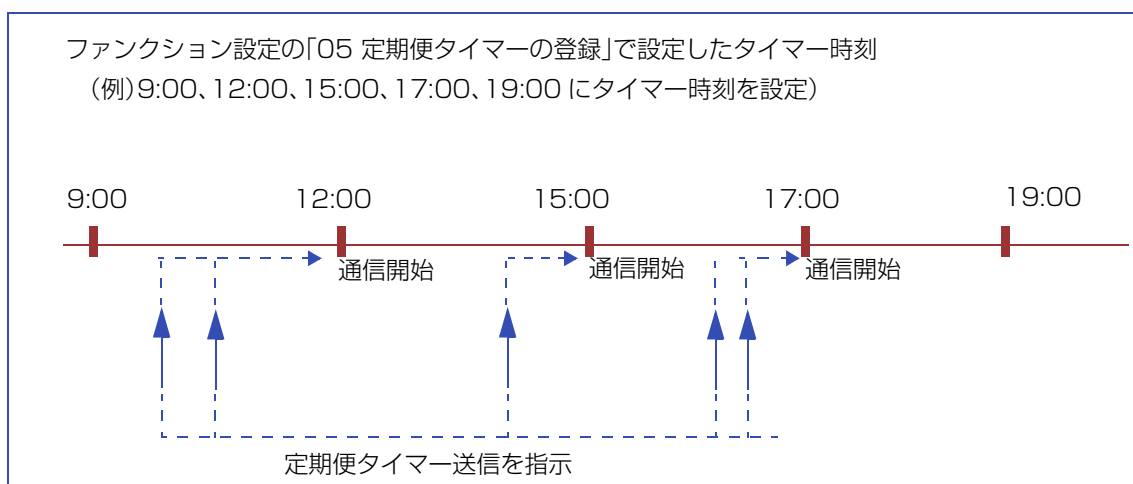 ファンクション設定の「05 定期便タイマーの登録」で設定したタイマー時刻
（例）9:00、12:00、15:00、17:00、19:00 にタイマー時刻を設定）
9:00 12:00 15:00 17:00 19:00
通信開始 通信開始 通信開始
定期便タイマー送信を指示